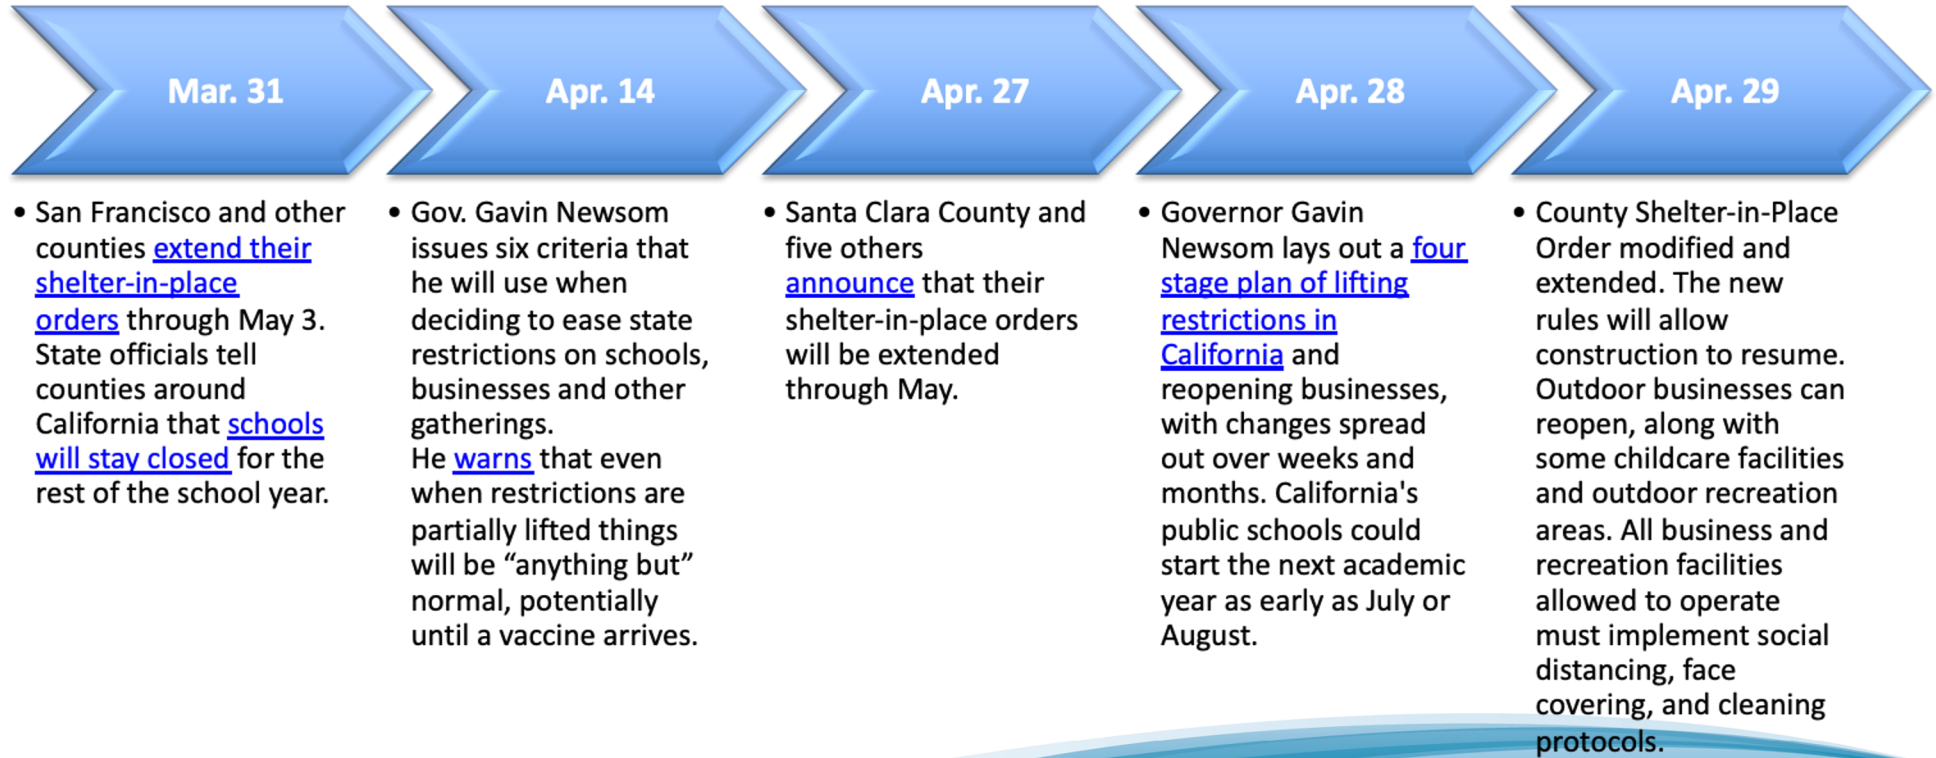 Mar. 31
• San Francisco and other
counties extend their
shelter-in-place
orders through May 3.
State officials tell
counties around
California that schools
will stay closed for the
rest of the school year.
Apr. 14
• Gov. Gavin Newsom
issues six criteria that
he will use when
deciding to ease state
restrictions on schools,
businesses and other
gatherings.
He warns that even
when restrictions are
partially lifted things
will be “anything but”
normal, potentially
until a vaccine arrives.
Apr. 27
• Santa Clara County and
five others
announce that their
shelter-in-place orders
will be extended
through May.
Apr. 28
• Governor Gavin
Newsom lays out a four
stage plan of lifting
restrictions in
California and
reopening businesses,
with changes spread
out over weeks and
months. California's
public schools could
start the next academic
year as early as July or
August.
Apr. 29
• County Shelter-in-Place
Order modified and
extended. The new
rules will allow
construction to resume.
Outdoor businesses can
reopen, along with
some childcare facilities
and outdoor recreation
areas. All business and
recreation facilities
allowed to operate
must implement social
distancing, face
covering, and cleaning
protocols.